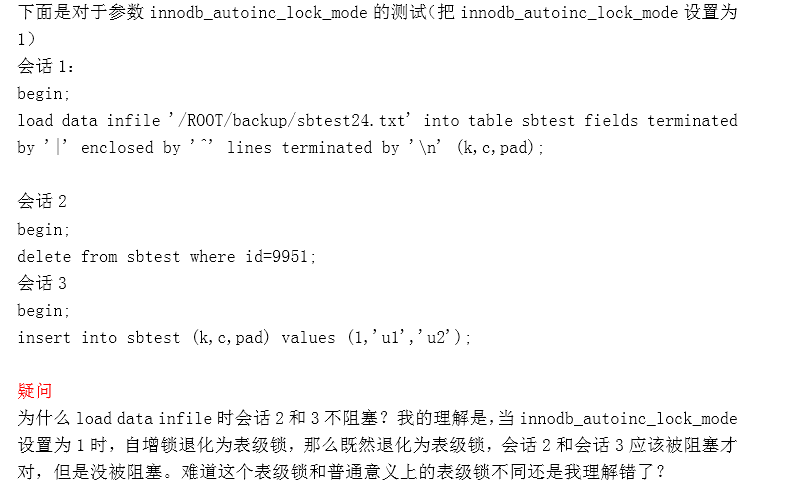 下面是对于参数 innodb_autoinc_lock_mode 的测试（把 innodb_autoinc_lock_mode 设置为
1）
会话 1：
begin;
load data infile '/ROOT/backup/sbtest24.txt' into table sbtest fields terminated
by '|' enclosed by '^' lines terminated by '\n' (k,c,pad);
会话 2
begin;
delete from sbtest where id=9951;
会话 3
begin;
insert into sbtest (k,c,pad) values (1,'u1','u2');
疑问
为什么 load data infile 时会话 2 和 3 不阻塞？我的理解是，当 innodb_autoinc_lock_mode
设置为 1 时，自增锁退化为表级锁，那么既然退化为表级锁，会话 2 和会话 3 应该被阻塞才
对，但是没被阻塞。难道这个表级锁和普通意义上的表级锁不同还是我理解错了？